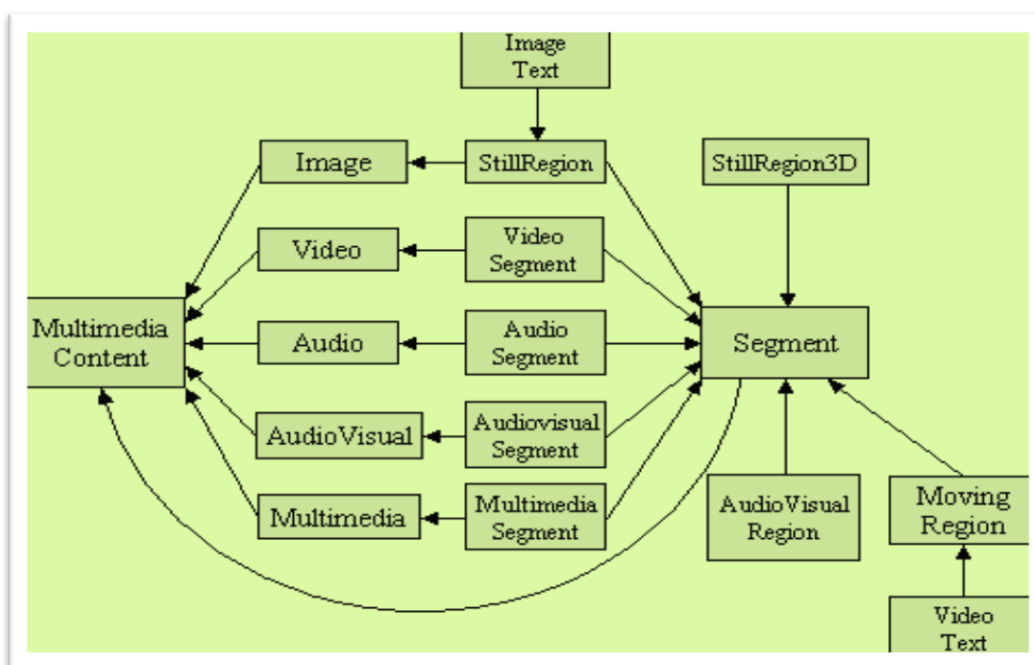 Image
Text
Image
StillRegion
StillRegion3D
Video
Video
Segment
Multimedia
Content
Audio
Audio
Segment
Segment
AudioVisual
Audiovisual
Segment
Multimedia
Multimedia
Segment
AudioVisual
Region
Moving
Region
Video
Text